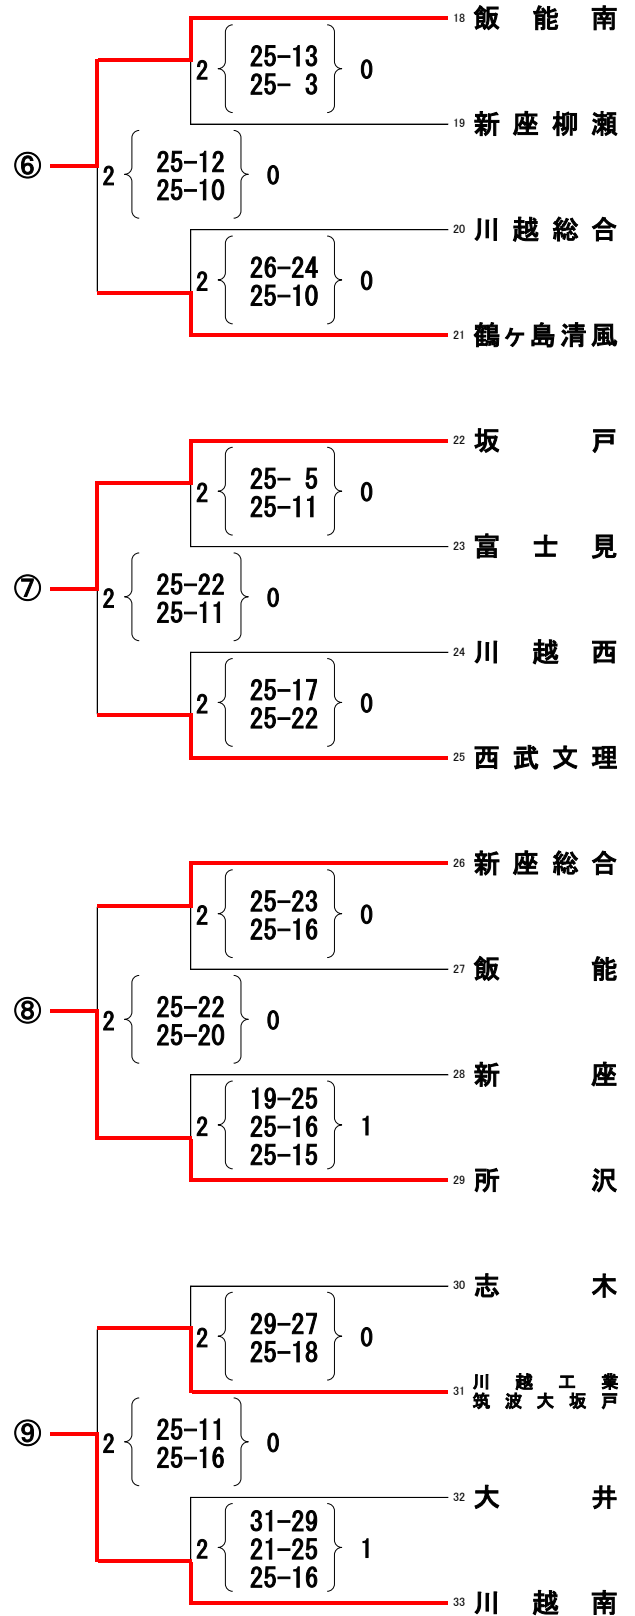 18 飯能南
2 25-13 0
25- 3
19 新座柳瀬
⑥ 2 25-12 0
25-10
20 川越総合
2 26-24 0
25-10
21 鶴ヶ島清風
22 坂戸
2 25- 5 0
25-11
23 富士見
⑦ 2 25-22 0
25-11
24 川越西
2 25-17 0
25-22
25 西武文理
26 新座総合
2 25-23 0
25-16
27 飯能
⑧ 2 25-22 0
25-20
28 新座
19-25
2 25-16 1
25-15
29 所沢
30 志木
2 29-27 0
25-18
31 川越工業
筑波大坂戸
⑨ 2 25-11 0
25-16
32 大井
31-29
2 21-25 1
25-16
33 川越南